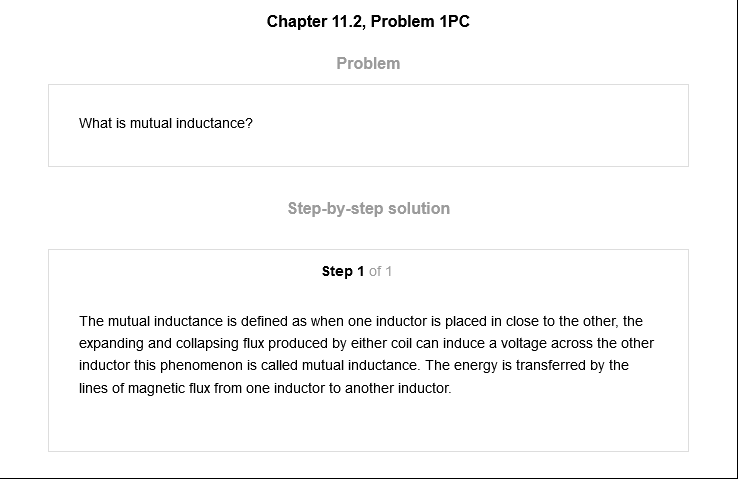 Chapter 11.2, Problem 1PC
Problem
What is mutual inductance?
Step-by-step solution
Step 1 of 1
The mutual inductance is defined as when one inductor is placed in close to the other, the
expanding and collapsing flux produced by either coil can induce a voltage across the other
inductor this phenomenon is called mutual inductance. The energy is transferred by the
lines of magnetic flux from one inductor to another inductor.